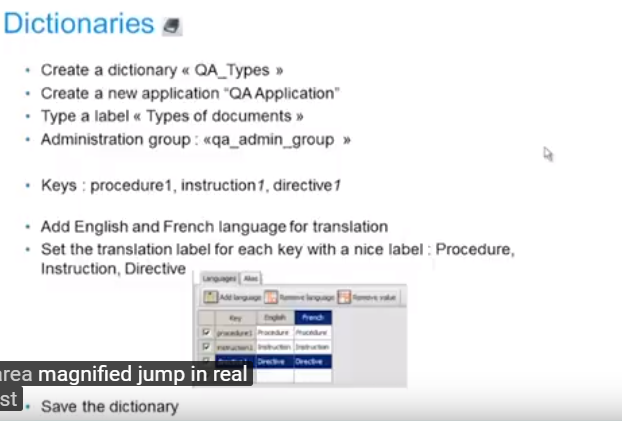 Dictionaries
• Create a dictionary « QA_Types »
• Create a new application “QA Application”
• Type a label « Types of documents »
• Administration group : «qa_admin_group »
• Keys : procedure1, instruction1, directive1
• Add English and French language for translation
• Set the translation label for each key with a nice label : Procedure,
Instruction, Directive
Languages Alias
Add language Remove language Remove value
Key English French
procedure1 Procedure Procedure
instruction1 Instruction Instruction
Directive Directive
area magnified jump in real
st
• Save the dictionary